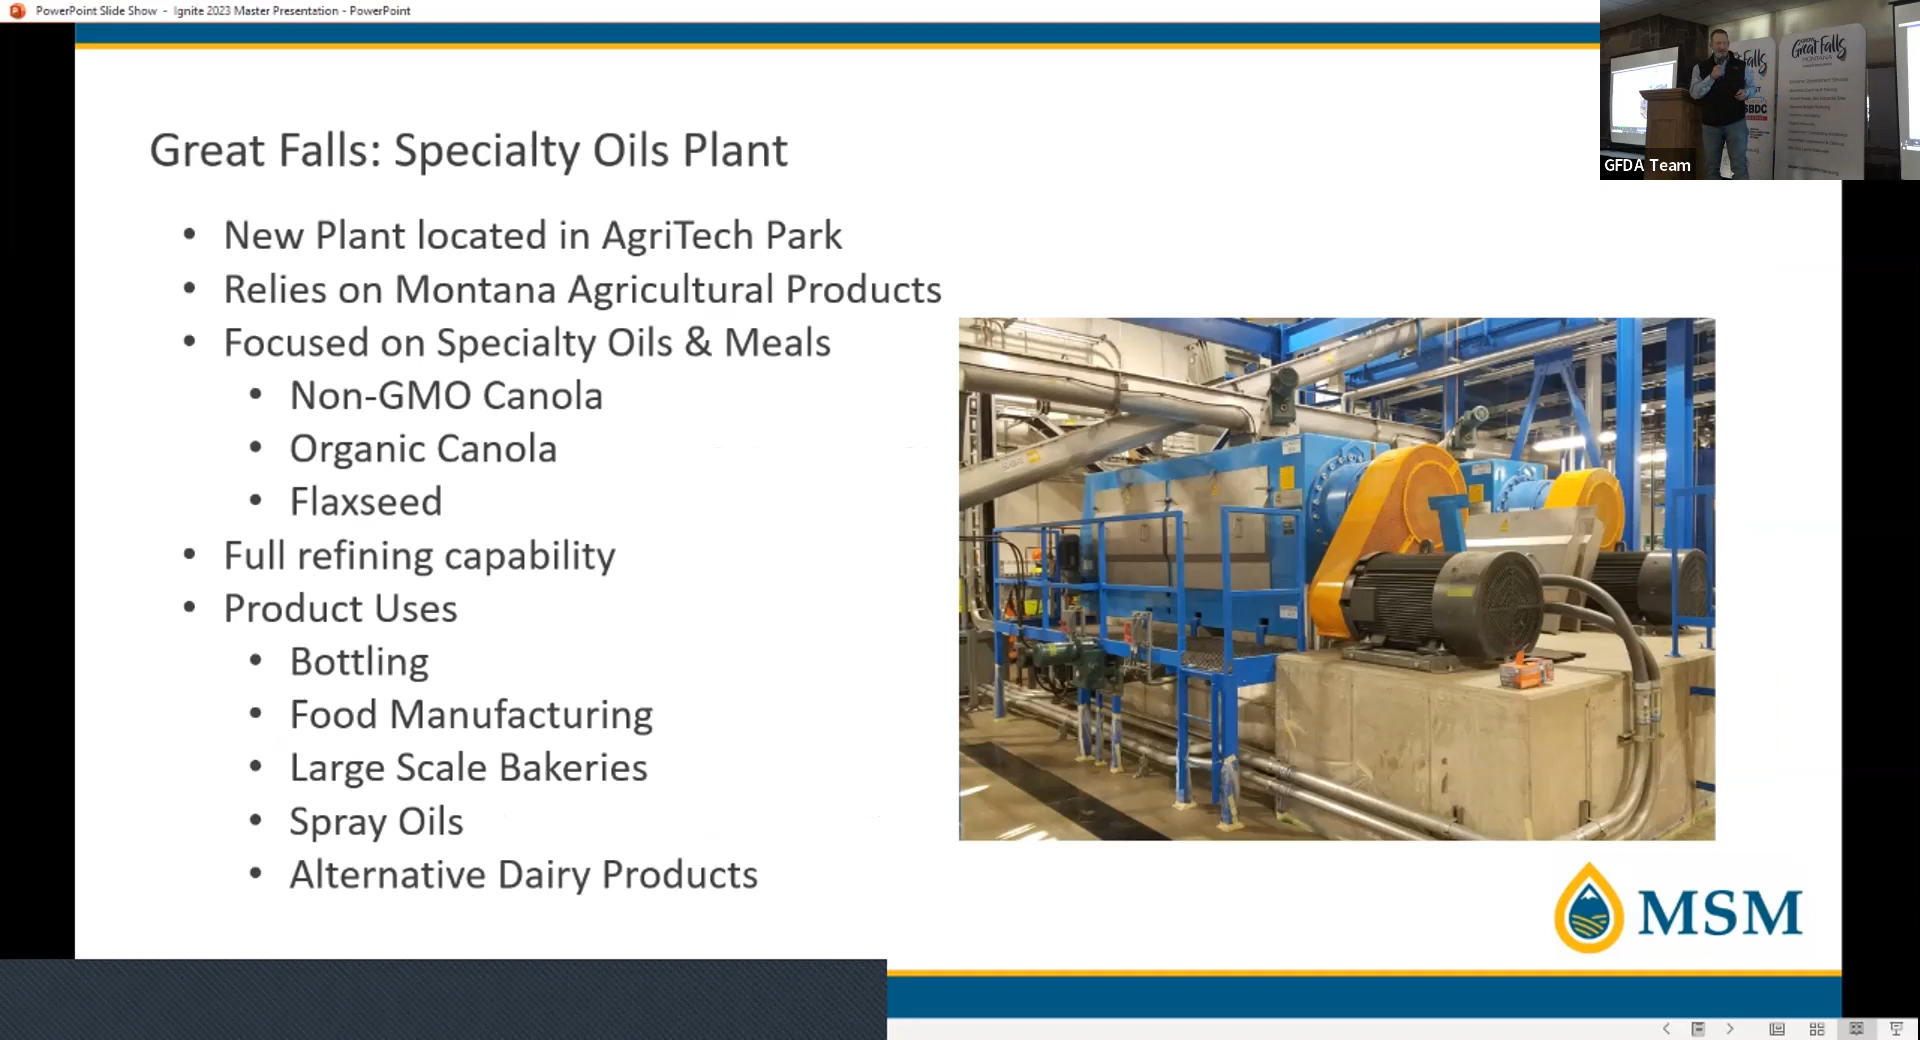 PowerPoint Slide Show - Ignite 2023 Master Presentation - PowerPoint
Great Falls
MONTANA
Falls
SBDC
GFDA Team
Great Falls: Specialty Oils Plant
• New Plant located in AgriTech Park
• Relies on Montana Agricultural Products
• Focused on Specialty Oils & Meals
• Non-GMO Canola
• Organic Canola
• Flaxseed
• Full refining capability
• Product Uses
• Bottling
• Food Manufacturing
• Large Scale Bakeries
• Spray Oils
• Alternative Dairy Products
MSM